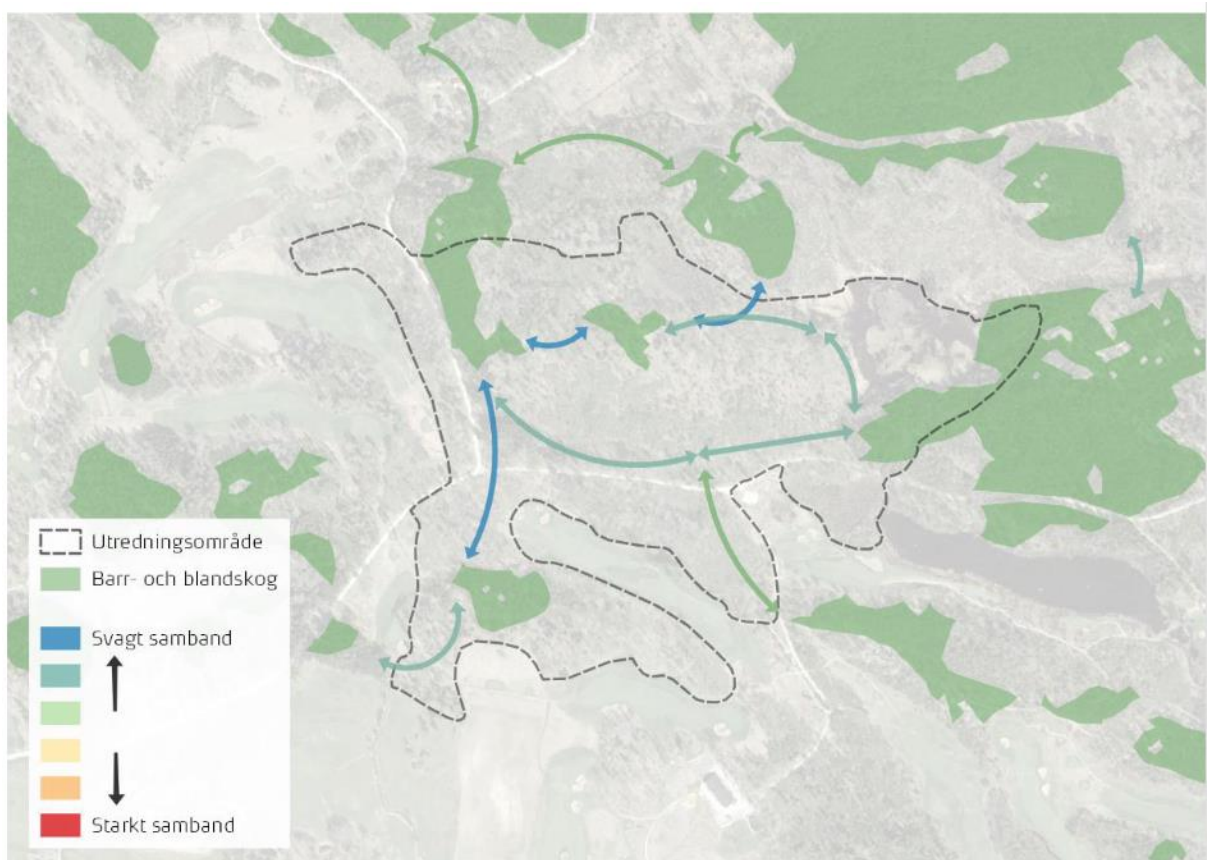 Utredningsområde
Barr- och blandskog
Svagt samband
Starkt samband